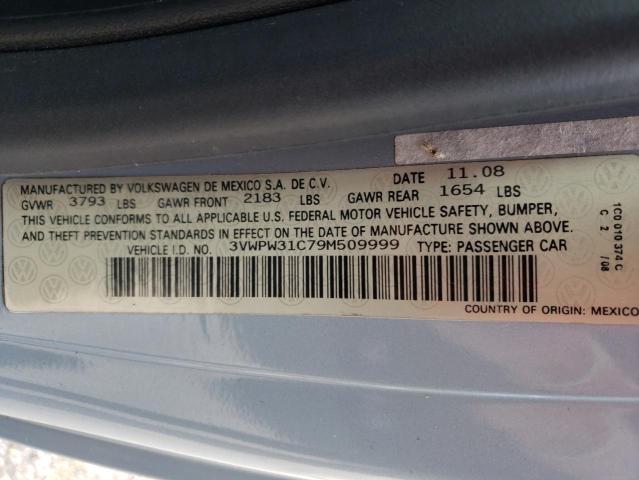 MANUFACTURED BY VOLKSWAGEN DE MEXICO S.A. DE C.V. DATE 11.08
GVWR 3793 LBS GAWR FRONT 2183 LBS GAWR REAR 1654 LBS
THIS VEHICLE CONFORMS TO ALL APPLICABLE U.S. FEDERAL MOTOR VEHICLE SAFETY, BUMPER,
AND THEFT PREVENTION STANDARDS IN EFFECT ON THE DATE OF MANUFACTURE SHOWN ABOVE.
VEHICLE I.D. NO. 3VWPW31C79M509999 TYPE: PASSENGER CAR
COUNTRY OF ORIGIN: MEXICO
1C0 010 374 C
C 2 /08